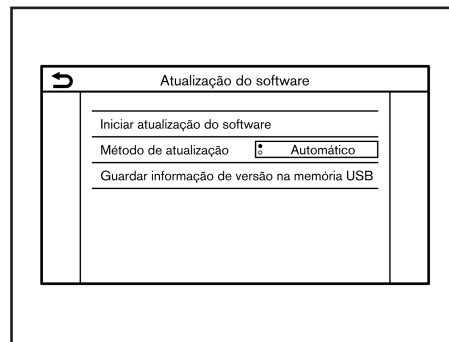 Atualização do software
Iniciar atualização do software
Método de atualização Automático
Guardar informação de versão na memória USB